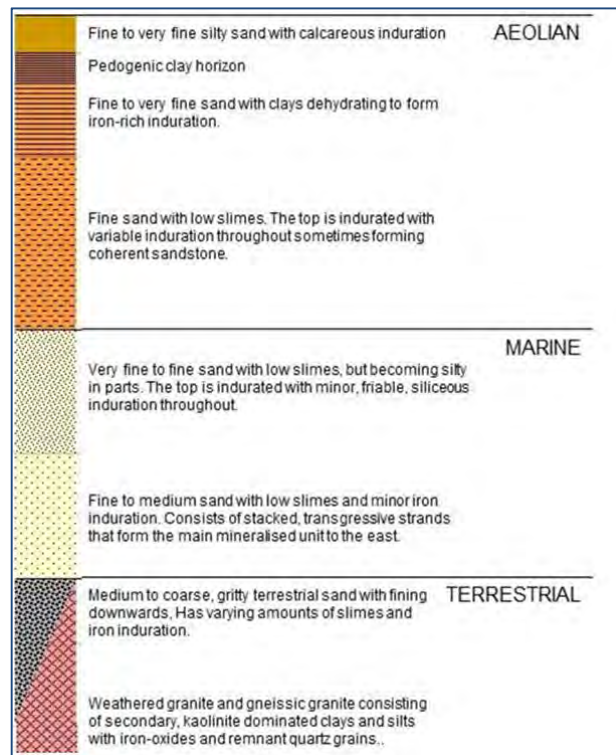 Fine to very fine silty sand with calcareous induration AEOLIAN
Pedogenic clay horizon
Fine to very fine sand with clays dehydrating to form
iron-rich induration.
Fine sand with low slimes. The top is indurated with
variable induration throughout sometimes forming
coherent sandstone.
MARINE
Very fine to fine sand with low slimes, but becoming silty
in parts. The top is indurated with minor, friable, siliceous
induration throughout.
Fine to medium sand with low slimes and minor iron
induration. Consists of stacked, transgressive strands
that form the main mineralised unit to the east.
Medium to coarse, gritty terrestrial sand with fining TERRESTRIAL
downwards, Has varying amounts of slimes and
iron induration.
Weathered granite and gneissic granite consisting
of secondary, kaolinite dominated clays and silts
with iron-oxides and remnant quartz grains..